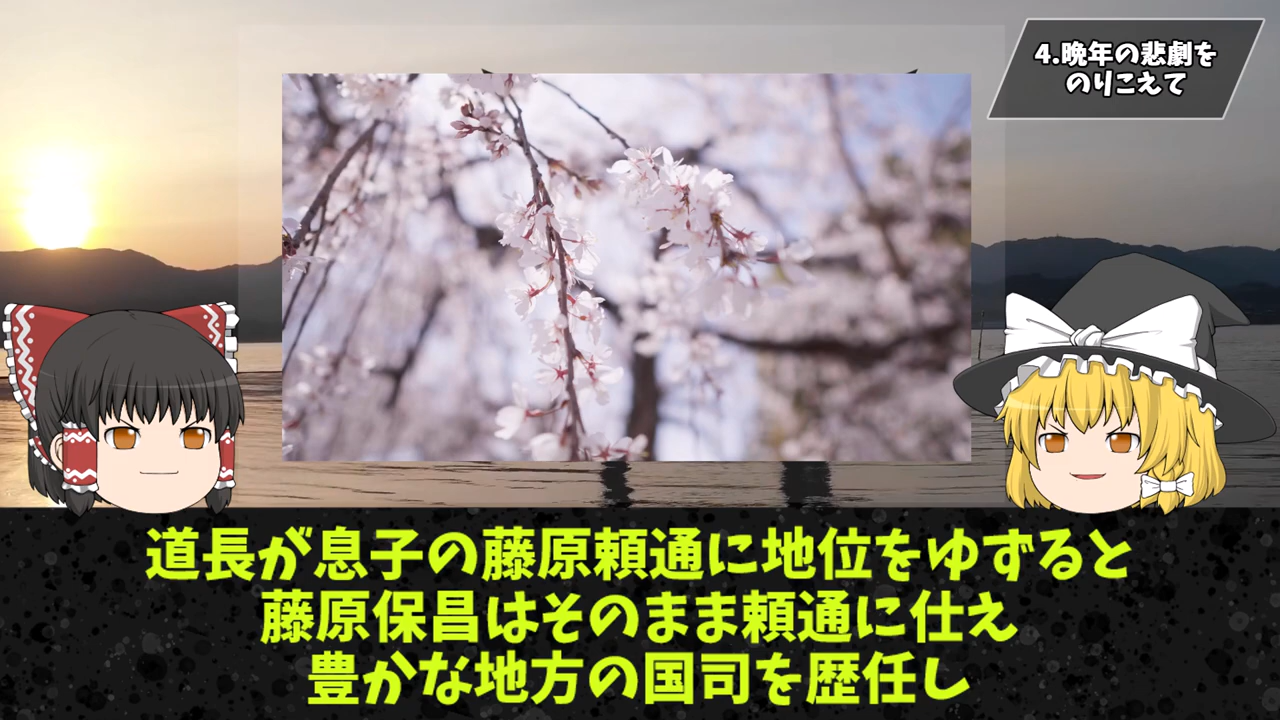 4.晩年の悲劇を
のりこえて
道長が息子の藤原頼通に地位をゆずると
藤原保昌はそのまま頼通に仕え
豊かな地方の国司を歴任し